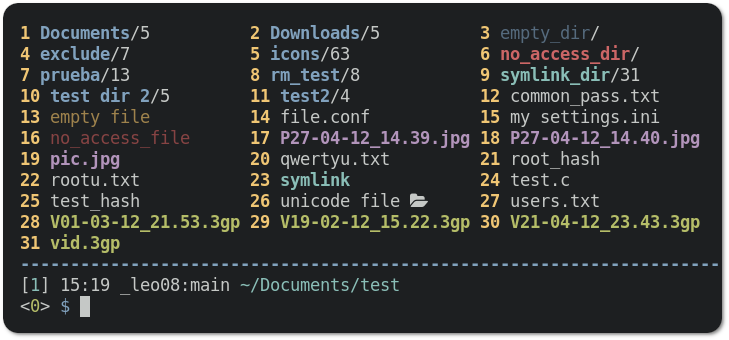 1 Documents/5 2 Downloads/5 3 empty_dir/
4 exclude/7 5 icons/63 6 no_access_dir/
7 prueba/13 8 rm_test/8 9 symlink_dir/31
10 test dir 2/5 11 test2/4 12 common_pass.txt
13 empty file 14 file.conf 15 my settings.ini
16 no_access_file 17 P27-04-12_14.39.jpg 18 P27-04-12_14.40.jpg
19 pic.jpg 20 qwertyu.txt 21 root_hash
22 rootu.txt 23 symlink 24 test.c
25 test_hash 26 unicode file 27 users.txt
28 V01-03-12_21.53.3gp 29 V19-02-12_15.22.3gp 30 V21-04-12_23.43.3gp
31 vid.3gp
----------------------------------------------------------------------
[1] 15:19 _leo08:main ~/Documents/test
<0> $